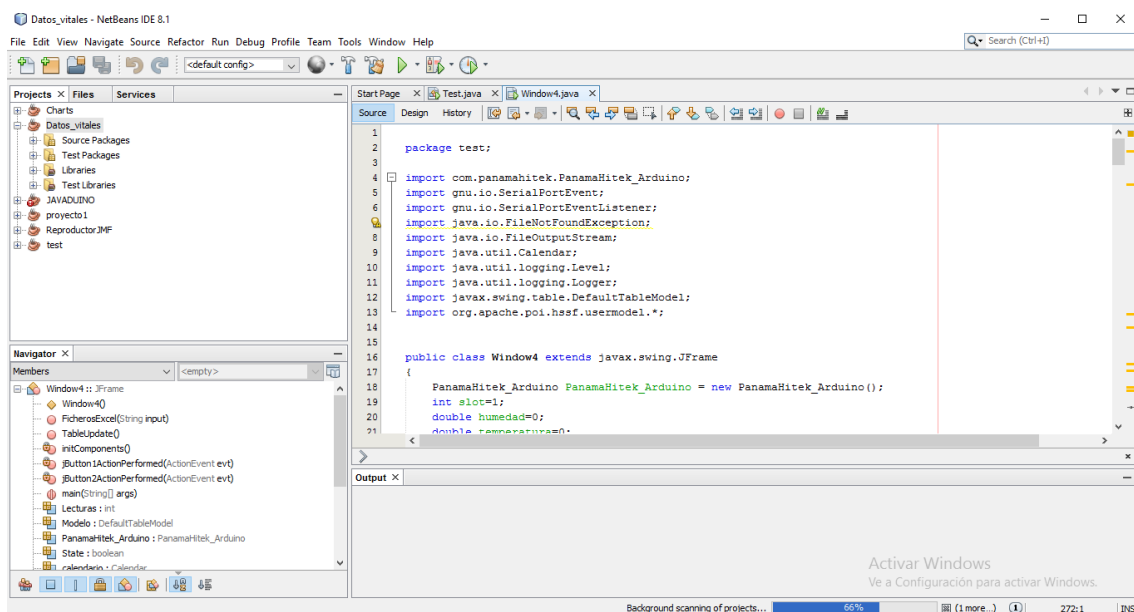 Datos_vitales - NetBeans IDE 8.1
File Edit View Navigate Source Refactor Run Debug Profile Team Tools Window Help
Search (Ctrl+I)
<default config>
Projects Files Services
Charts
Datos_vitales
Source Packages
Test Packages
Libraries
Test Libraries
JAVADUINO
proyecto1
ReproductorJMF
test
Navigator
Members <empty>
Window4 :: JFrame
Window4()
FicherosExcel(String input)
TableUpdate()
initComponents()
jButton1ActionPerformed(ActionEvent evt)
jButton2ActionPerformed(ActionEvent evt)
main(String[] args)
Lecturas : int
Modelo : DefaultTableModel
PanamaHitek_Arduino : PanamaHitek_Arduino
State : boolean
calendario : Calendar
Start Page Test.java Window4.java
Source Design History
1
2 package test;
3
4 import com.panamahitek.PanamaHitek_Arduino;
5 import gnu.io.SerialPortEvent;
6 import gnu.io.SerialPortEventListener;
import java.io.FileNotFoundException;
8 import java.io.FileOutputStream;
9 import java.util.Calendar;
10 import java.util.logging.Level;
11 import java.util.logging.Logger;
12 import javax.swing.table.DefaultTableModel;
13 import org.apache.poi.hssf.usermodel.*;
14
15
16 public class Window4 extends javax.swing.JFrame
17 {
18 PanamaHitek_Arduino PanamaHitek_Arduino = new PanamaHitek_Arduino();
19 int slot=1;
20 double humedad=0;
21 double temperatura=0;
Output
Activar Windows
Ve a Configuración para activar Windows.
Background scanning of projects... 66% (1 more...) 1 272:1 INS